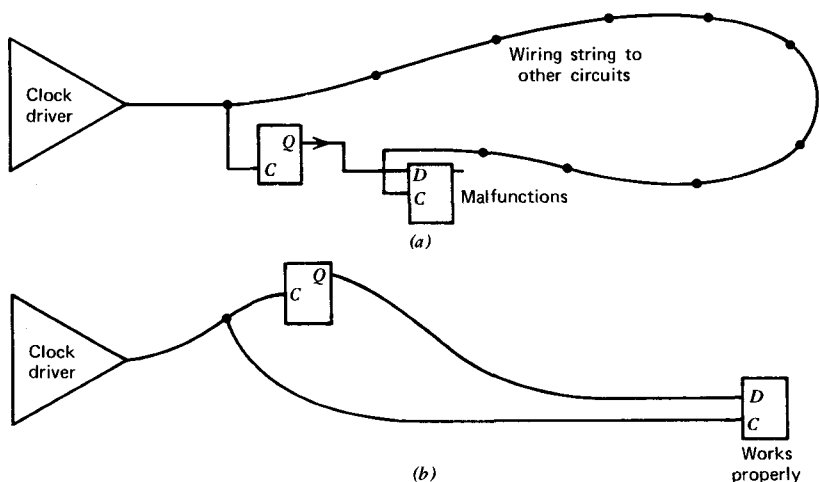 Clock
driver
Wiring string to
other circuits
Q
C
D
C
Malfunctions
(a)
Clock
driver
Q
C
D
C
Works
properly
(b)